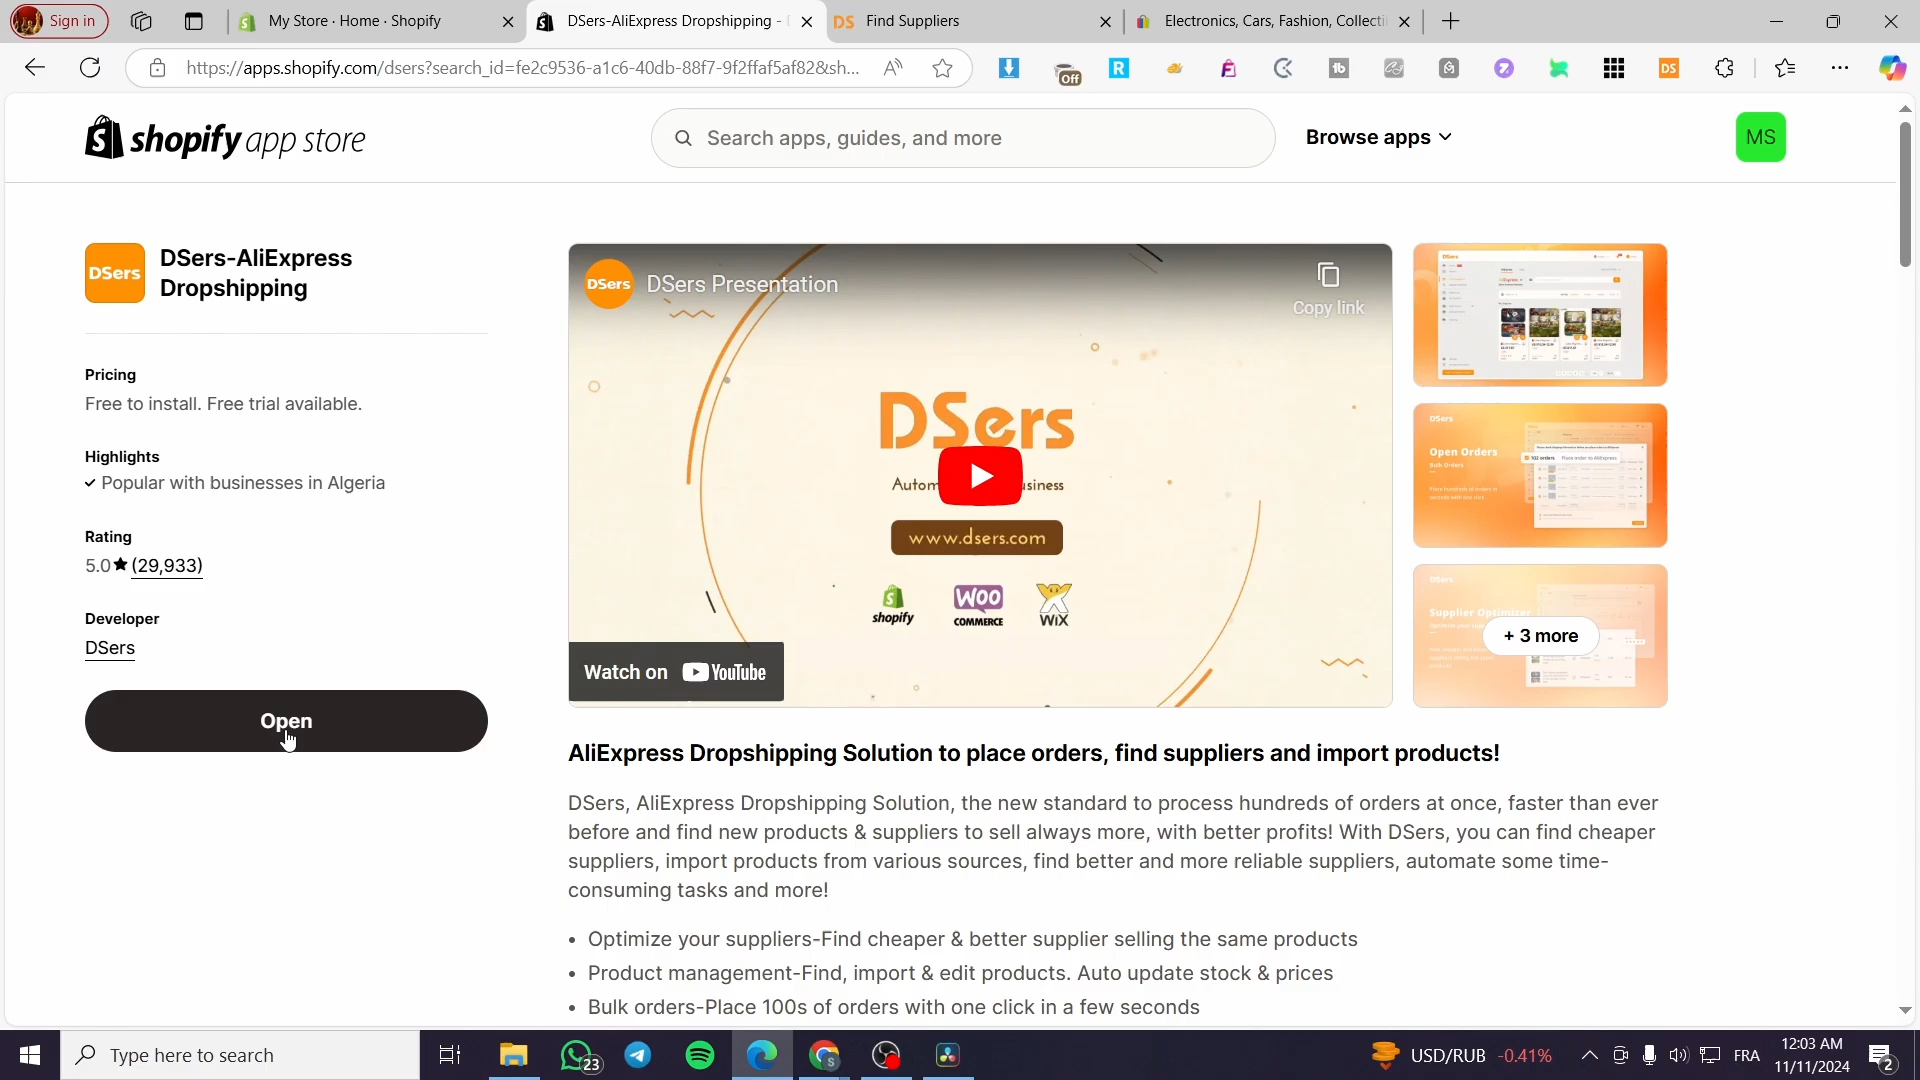 Sign in
My Store · Home · Shopify
DSers-AliExpress Dropshipping -
DS Find Suppliers
Electronics, Cars, Fashion, Collecti
https://apps.shopify.com/dsers?search_id=fe2c9536-a1c6-40db-88f7-9f2ffaf5af82&sh...
Off
shopify app store
Search apps, guides, and more
Browse apps
MS
DSers
DSers-AliExpress
Dropshipping
Pricing
Free to install. Free trial available.
Highlights
Popular with businesses in Algeria
Rating
5.0 (29,933)
Developer
DSers
Open
DSers
DSers Presentation
Copy link
DSers
www.dsers.com
shopify
WOO
COMMERCE
WiX
Watch on YouTube
DSers
Open Orders
Bulk Orders
DSers
Supplier Optimizer
+ 3 more
AliExpress Dropshipping Solution to place orders, find suppliers and import products!
DSers, AliExpress Dropshipping Solution, the new standard to process hundreds of orders at once, faster than ever
before and find new products & suppliers to sell always more, with better profits! With DSers, you can find cheaper
suppliers, import products from various sources, find better and more reliable suppliers, automate some time-
consuming tasks and more!
• Optimize your suppliers-Find cheaper & better supplier selling the same products
• Product management-Find, import & edit products. Auto update stock & prices
• Bulk orders-Place 100s of orders with one click in a few seconds
Type here to search
23
USD/RUB -0.41%
FRA
12:03 AM
11/11/2024
2